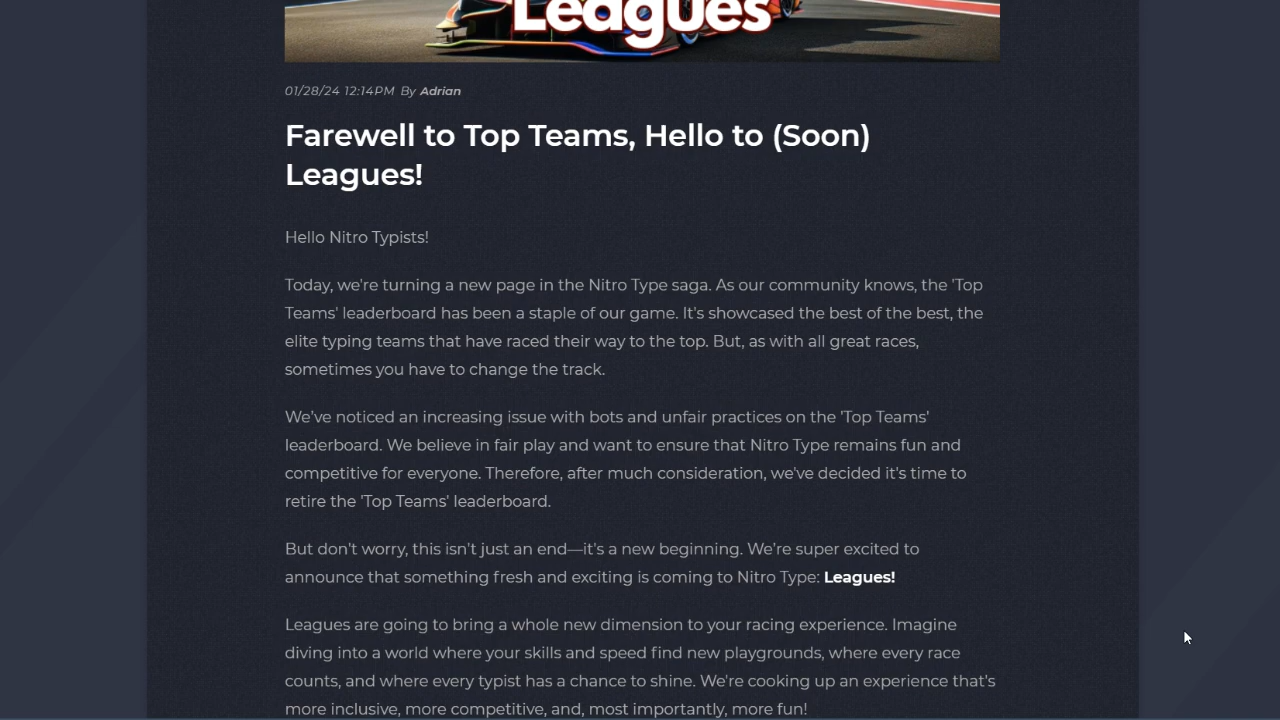 Leagues
01/28/24 12:14PM By Adrian
Farewell to Top Teams, Hello to (Soon)
Leagues!
Hello Nitro Typists!
Today, we're turning a new page in the Nitro Type saga. As our community knows, the 'Top
Teams' leaderboard has been a staple of our game. It's showcased the best of the best, the
elite typing teams that have raced their way to the top. But, as with all great races,
sometimes you have to change the track.
We've noticed an increasing issue with bots and unfair practices on the 'Top Teams'
leaderboard. We believe in fair play and want to ensure that Nitro Type remains fun and
competitive for everyone. Therefore, after much consideration, we've decided it's time to
retire the 'Top Teams' leaderboard.
But don't worry, this isn't just an end—it's a new beginning. We're super excited to
announce that something fresh and exciting is coming to Nitro Type: Leagues!
Leagues are going to bring a whole new dimension to your racing experience. Imagine
diving into a world where your skills and speed find new playgrounds, where every race
counts, and where every typist has a chance to shine. We're cooking up an experience that's
more inclusive, more competitive, and, most importantly, more fun!